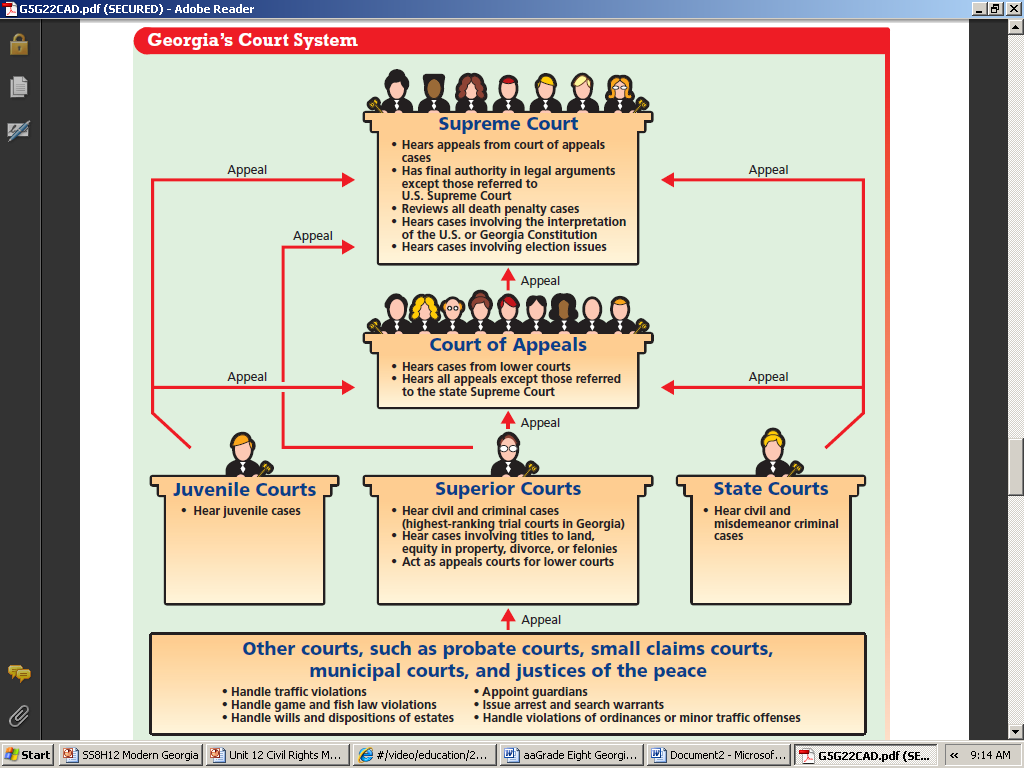 G5G22CAD.pdf (SECURED) - Adobe Reader
Georgia's Court System
Supreme Court
• Hears appeals from court of appeals
cases
• Has final authority in legal arguments
except those referred to
U.S. Supreme Court
• Reviews all death penalty cases
• Hears cases involving the interpretation
of the U.S. or Georgia Constitution
• Hears cases involving election issues
Appeal
Appeal
Appeal
Appeal
Court of Appeals
• Hears cases from lower courts
• Hears all appeals except those referred
to the state Supreme Court
Appeal
Appeal
Appeal
Juvenile Courts
• Hear juvenile cases
Superior Courts
• Hear civil and criminal cases
(highest-ranking trial courts in Georgia)
• Hear cases involving titles to land,
equity in property, divorce, or felonies
• Act as appeals courts for lower courts
State Courts
• Hear civil and
misdemeanor criminal
cases
Appeal
Other courts, such as probate courts, small claims courts,
municipal courts, and justices of the peace
• Handle traffic violations
• Handle game and fish law violations
• Handle wills and dispositions of estates
• Appoint guardians
• Issue arrest and search warrants
• Handle violations of ordinances or minor traffic offenses
Start
SS8H12 Modern Georgia
Unit 12 Civil Rights M...
#/video/education/2...
aaGrade Eight Georgi...
Document2 - Microsof...
G5G22CAD.pdf (SE...
« 9:14 AM